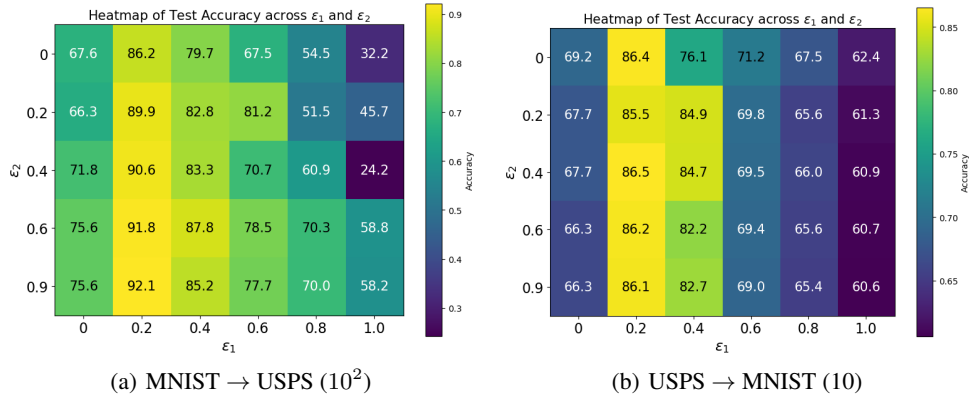 Heatmap of Test Accuracy across ε₁ and ε₂
0 67.6 86.2 79.7 67.5 54.5 32.2
0.2 66.3 89.9 82.8 81.2 51.5 45.7
0.4 71.8 90.6 83.3 70.7 60.9 24.2
0.6 75.6 91.8 87.8 78.5 70.3 58.8
0.9 75.6 92.1 85.2 77.7 70.0 58.2
0 0.2 0.4 0.6 0.8 1.0
ε₁
ε₂
0.9
0.8
0.7
0.6
0.5
0.4
0.3
Accuracy
(a) MNIST → USPS (10²)
Heatmap of Test Accuracy across ε₁ and ε₂
0 69.2 86.4 76.1 71.2 67.5 62.4
0.2 67.7 85.5 84.9 69.8 65.6 61.3
0.4 67.7 86.5 84.7 69.5 66.0 60.9
0.6 66.3 86.2 82.2 69.4 65.6 60.7
0.9 66.3 86.1 82.7 69.0 65.4 60.6
0 0.2 0.4 0.6 0.8 1.0
ε₁
ε₂
0.85
0.80
0.75
0.70
0.65
Accuracy
(b) USPS → MNIST (10)